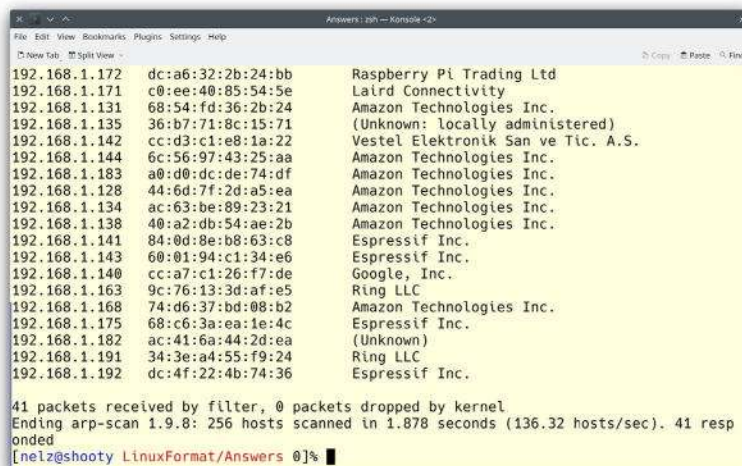 Answers : zsh — Konsole <2>
File Edit View Bookmarks Plugins Settings Help
New Tab Split View Copy Paste Find
192.168.1.172 dc:a6:32:2b:24:bb Raspberry Pi Trading Ltd
192.168.1.171 c0:ee:40:85:54:5e Laird Connectivity
192.168.1.131 68:54:fd:36:2b:24 Amazon Technologies Inc.
192.168.1.135 36:b7:71:8c:15:71 (Unknown: locally administered)
192.168.1.142 cc:d3:c1:e8:1a:22 Vestel Elektronik San ve Tic. A.S.
192.168.1.144 6c:56:97:43:25:aa Amazon Technologies Inc.
192.168.1.183 a0:d0:dc:de:74:df Amazon Technologies Inc.
192.168.1.128 44:6d:7f:2d:a5:ea Amazon Technologies Inc.
192.168.1.134 ac:63:be:89:23:21 Amazon Technologies Inc.
192.168.1.138 40:a2:db:54:ae:2b Amazon Technologies Inc.
192.168.1.141 84:0d:8e:b8:63:c8 Espressif Inc.
192.168.1.143 60:01:94:c1:34:e6 Espressif Inc.
192.168.1.140 cc:a7:c1:26:f7:de Google, Inc.
192.168.1.163 9c:76:13:3d:af:e5 Ring LLC
192.168.1.168 74:d6:37:bd:08:b2 Amazon Technologies Inc.
192.168.1.175 68:c6:3a:ea:1e:4c Espressif Inc.
192.168.1.182 ac:41:6a:44:2d:ea (Unknown)
192.168.1.191 34:3e:a4:55:f9:24 Ring LLC
192.168.1.192 dc:4f:22:4b:74:36 Espressif Inc.
41 packets received by filter, 0 packets dropped by kernel
Ending arp-scan 1.9.8: 256 hosts scanned in 1.878 seconds (136.32 hosts/sec). 41 resp
onded
[nelz@shooty LinuxFormat/Answers 0]%